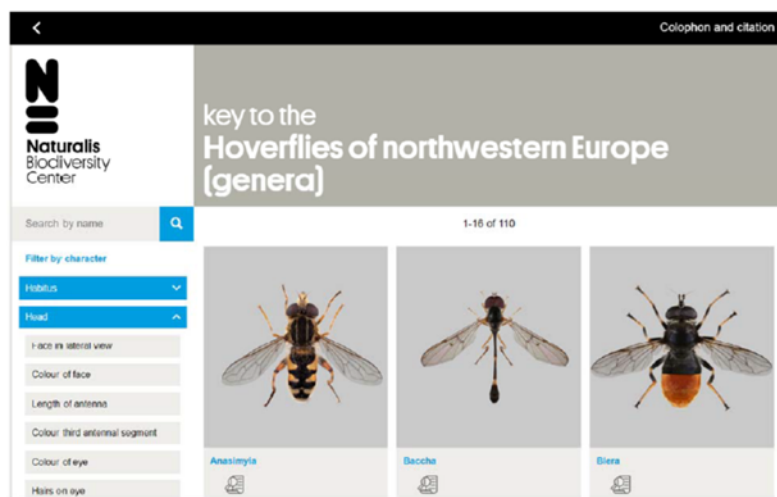 Colophon and citation
Naturalis
Biodiversity
Center
key to the
Hoverflies of northwestern Europe
(genera)
Search by name
1-16 of 110
Filter by character
Habitus
Head
Face in lateral view
Colour of face
Length of antenna
Colour third antennal segment
Colour of eye
Hairs on eye
Anasimyia
Baccha
Blera